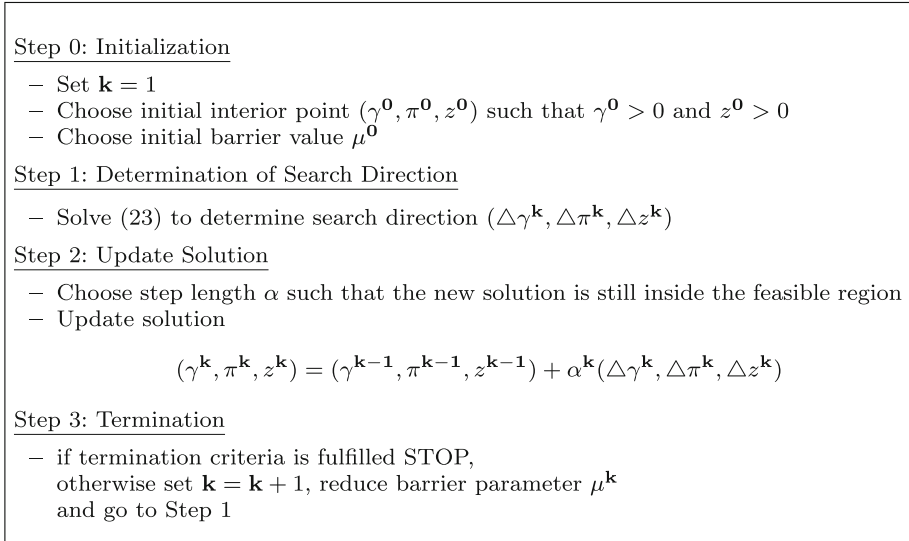 Step 0: Initialization
– Set k = 1
– Choose initial interior point (γ⁰, π⁰, z⁰) such that γ⁰ > 0 and z⁰ > 0
– Choose initial barrier value μ⁰
Step 1: Determination of Search Direction
– Solve (23) to determine search direction (△γᵏ, △πᵏ, △zᵏ)
Step 2: Update Solution
– Choose step length α such that the new solution is still inside the feasible region
– Update solution
(γᵏ, πᵏ, zᵏ) = (γᵏ⁻¹, πᵏ⁻¹, zᵏ⁻¹) + αᵏ(△γᵏ, △πᵏ, △zᵏ)
Step 3: Termination
– if termination criteria is fulfilled STOP,
otherwise set k = k + 1, reduce barrier parameter μᵏ
and go to Step 1